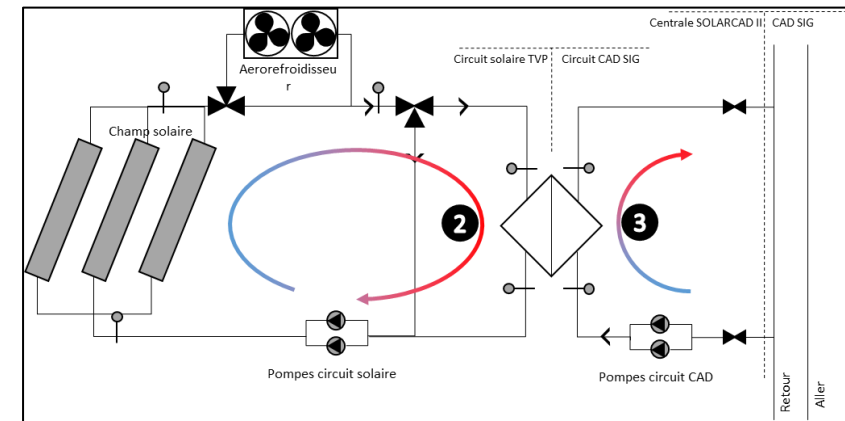 Centrale SOLARCAD II
CAD SIG
Circuit solaire TVP
Circuit CAD SIG
Aerorefroidisseu
r
Champ solaire
2
3
Pompes circuit solaire
Pompes circuit CAD
Retour
Aller